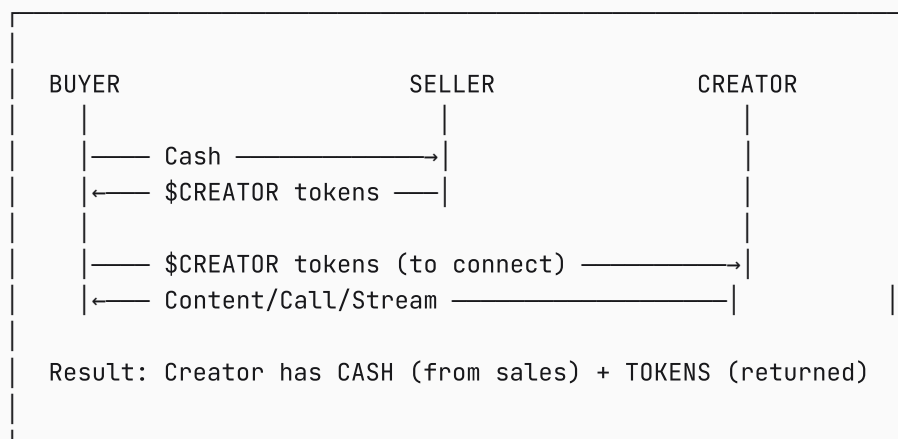 BUYER SELLER CREATOR
Cash
$CREATOR tokens
$CREATOR tokens (to connect)
Content/Call/Stream
Result: Creator has CASH (from sales) + TOKENS (returned)